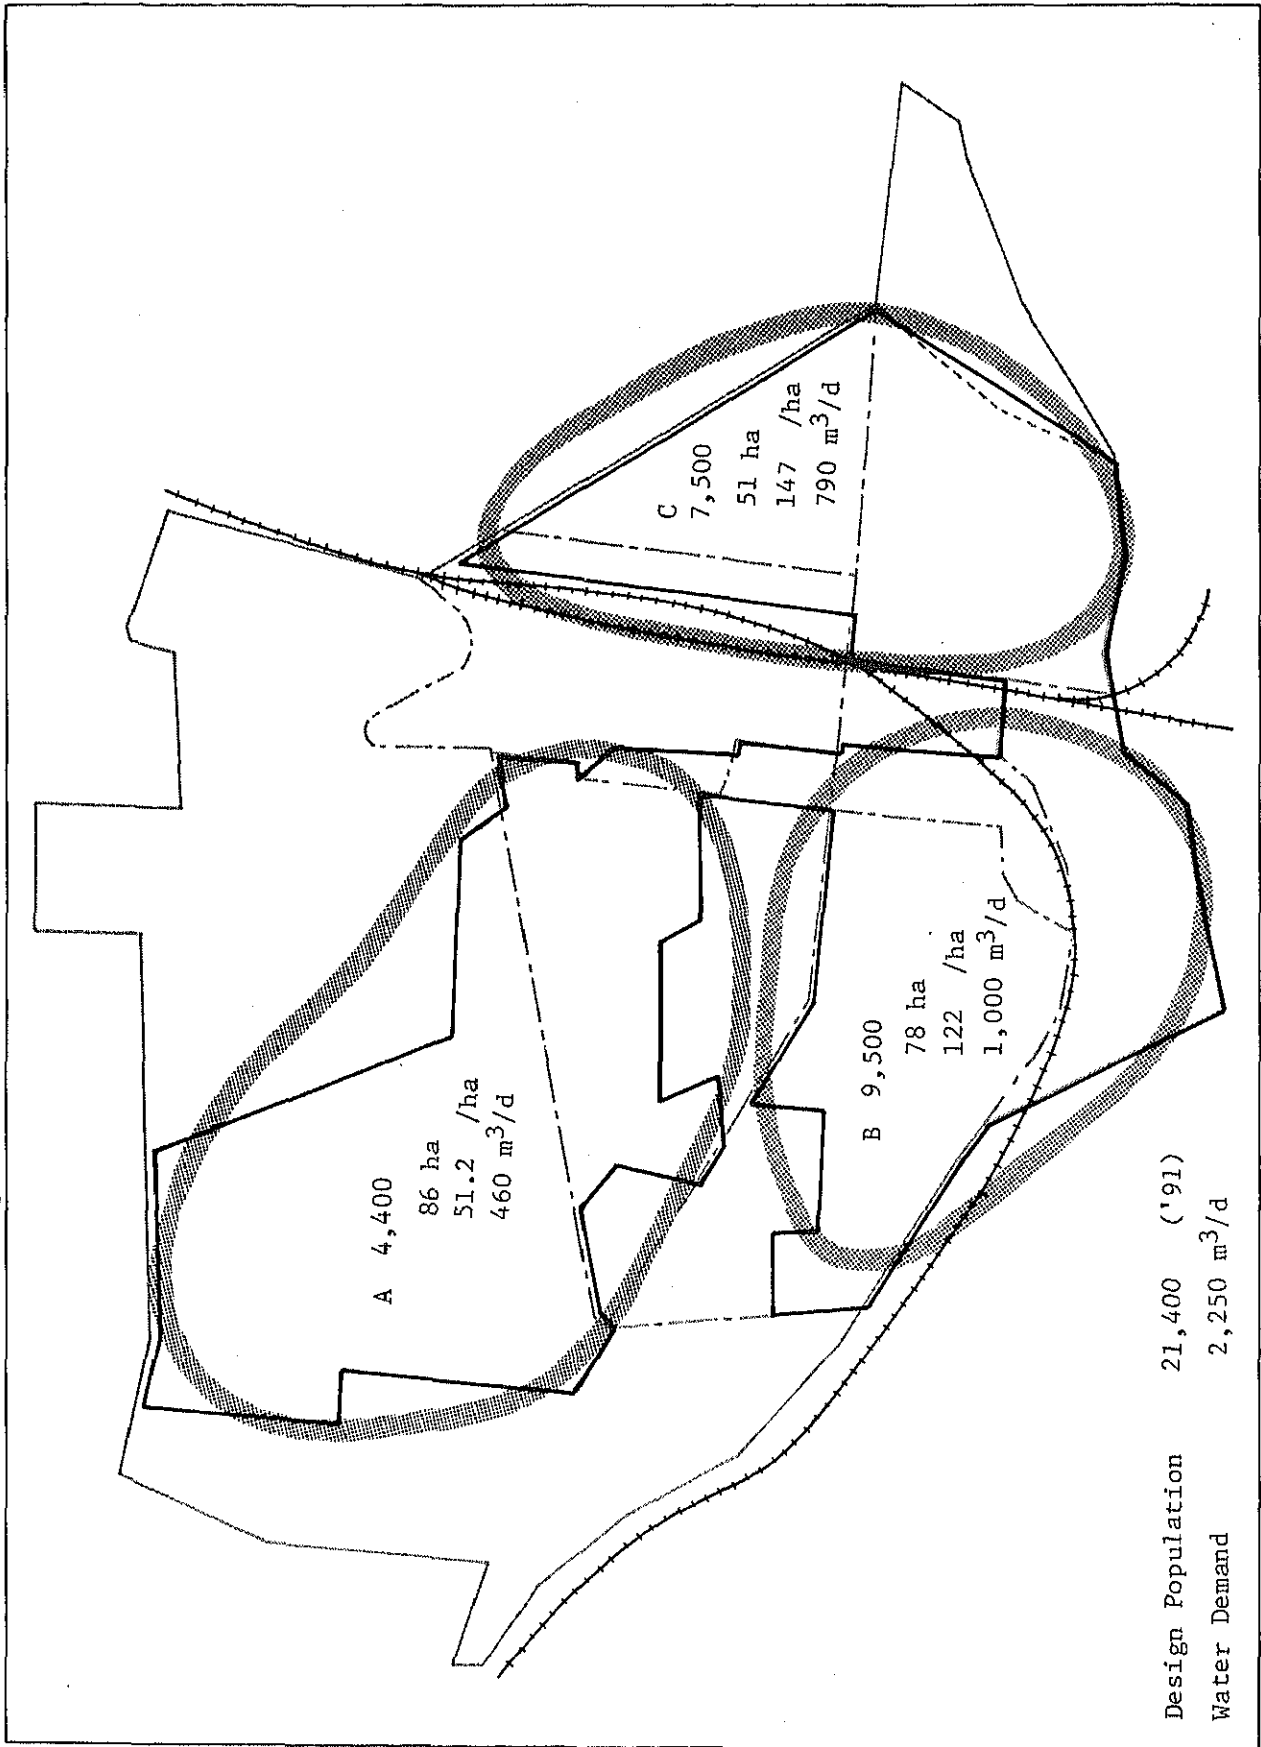 A 4,400
86 ha
51.2 /ha
460 m³/d
B 9,500
78 ha
122 /ha
1,000 m³/d
C
7,500
51 ha
147 /ha
790 m³/d
Design Population 21,400 ('91)
Water Demand 2,250 m³/d